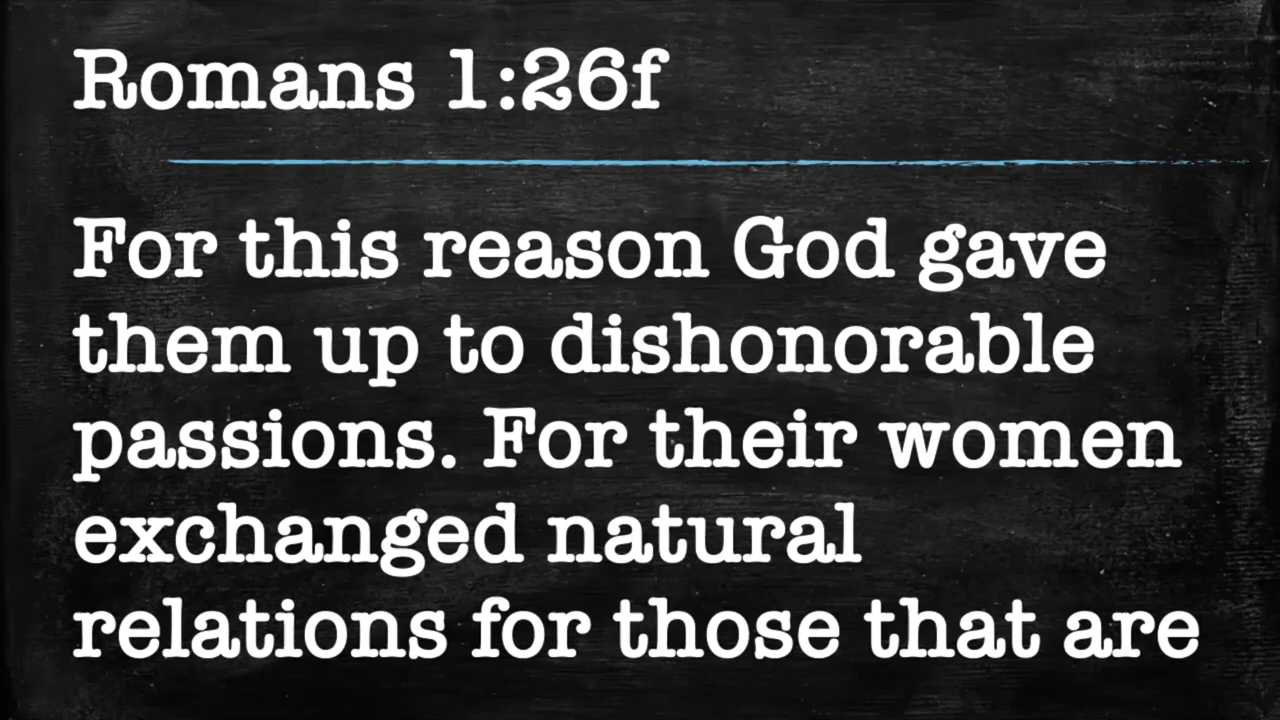 Romans 1:26f
For this reason God gave
them up to dishonorable
passions. For their women
exchanged natural
relations for those that are